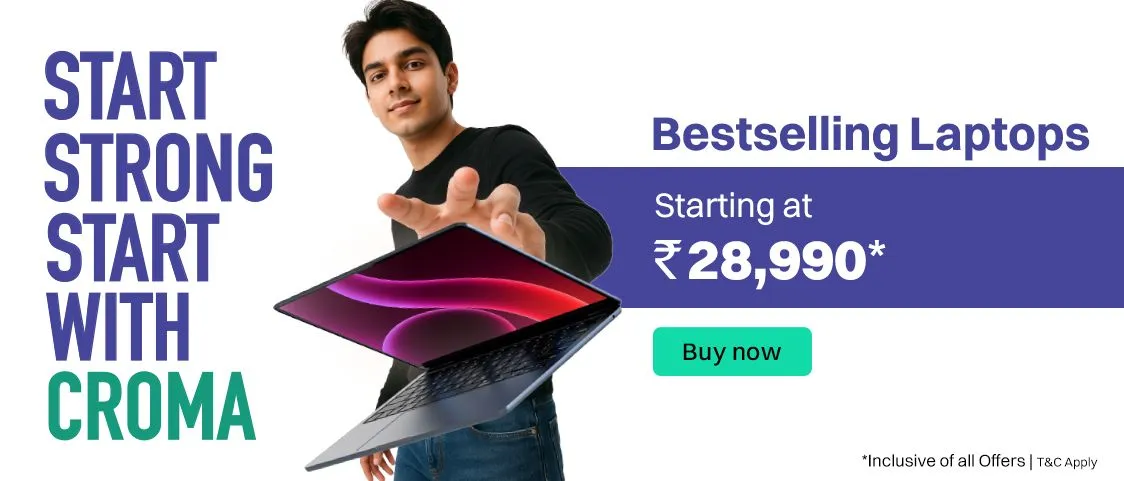 START
STRONG
START
WITH
CROMA
Bestselling Laptops
Starting at
₹28,990*
Buy now
*Inclusive of all Offers | T&C Apply